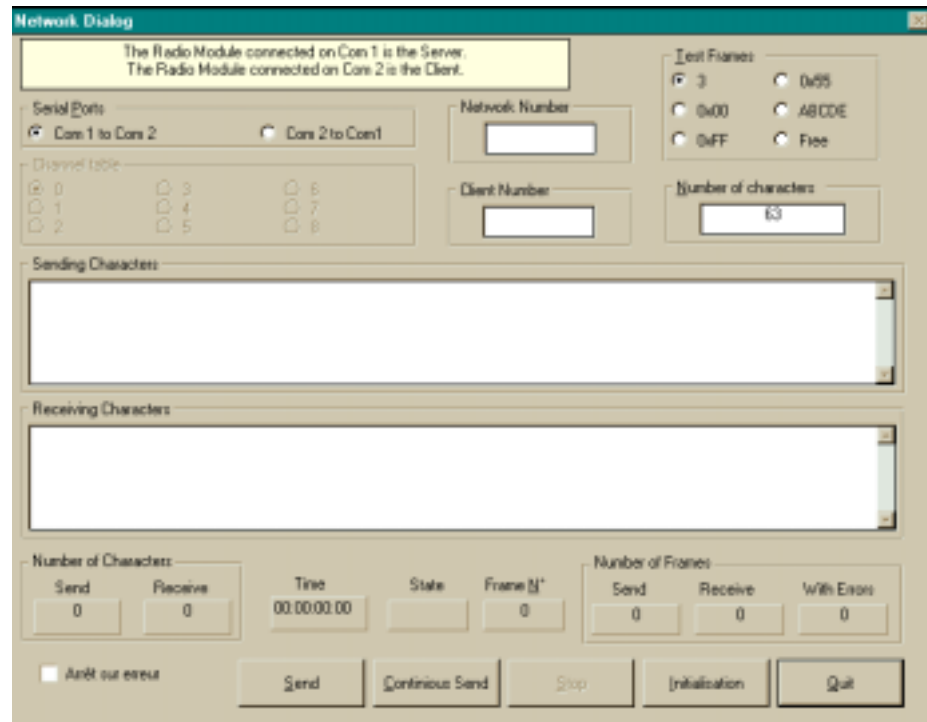 Network Dialog
The Radio Module connected on Com 1 is the Server.
The Radio Module connected on Com 2 is the Client.
Test Frames
3
0x55
0x00
ABCDE
0xFF
Free
Serial Ports
Com 1 to Com 2
Com 2 to Com1
Network Number
Channel table
0
3
6
1
4
7
2
5
8
Client Number
Number of characters
63
Sending Characters
Receiving Characters
Number of Characters
Send
Receive
0
0
Time
State
Frame N°
00:00:00:00
0
Number of Frames
Send
Receive
With Errors
0
0
0
Arrêt sur erreur
Send
Continious Send
Stop
Initialisation
Quit